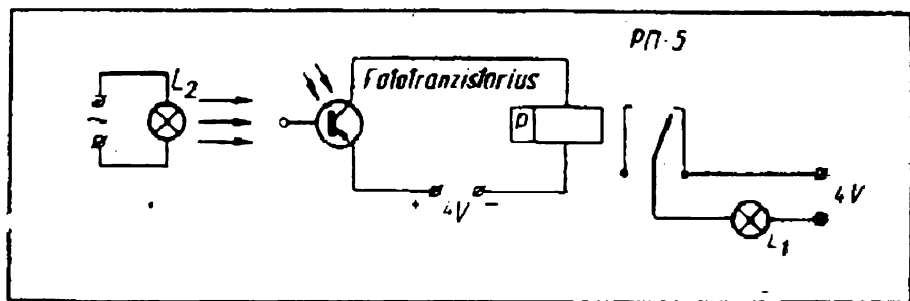 РП-5
L2
Fototranzistorius
P
~
+ 4V −
4V
L1